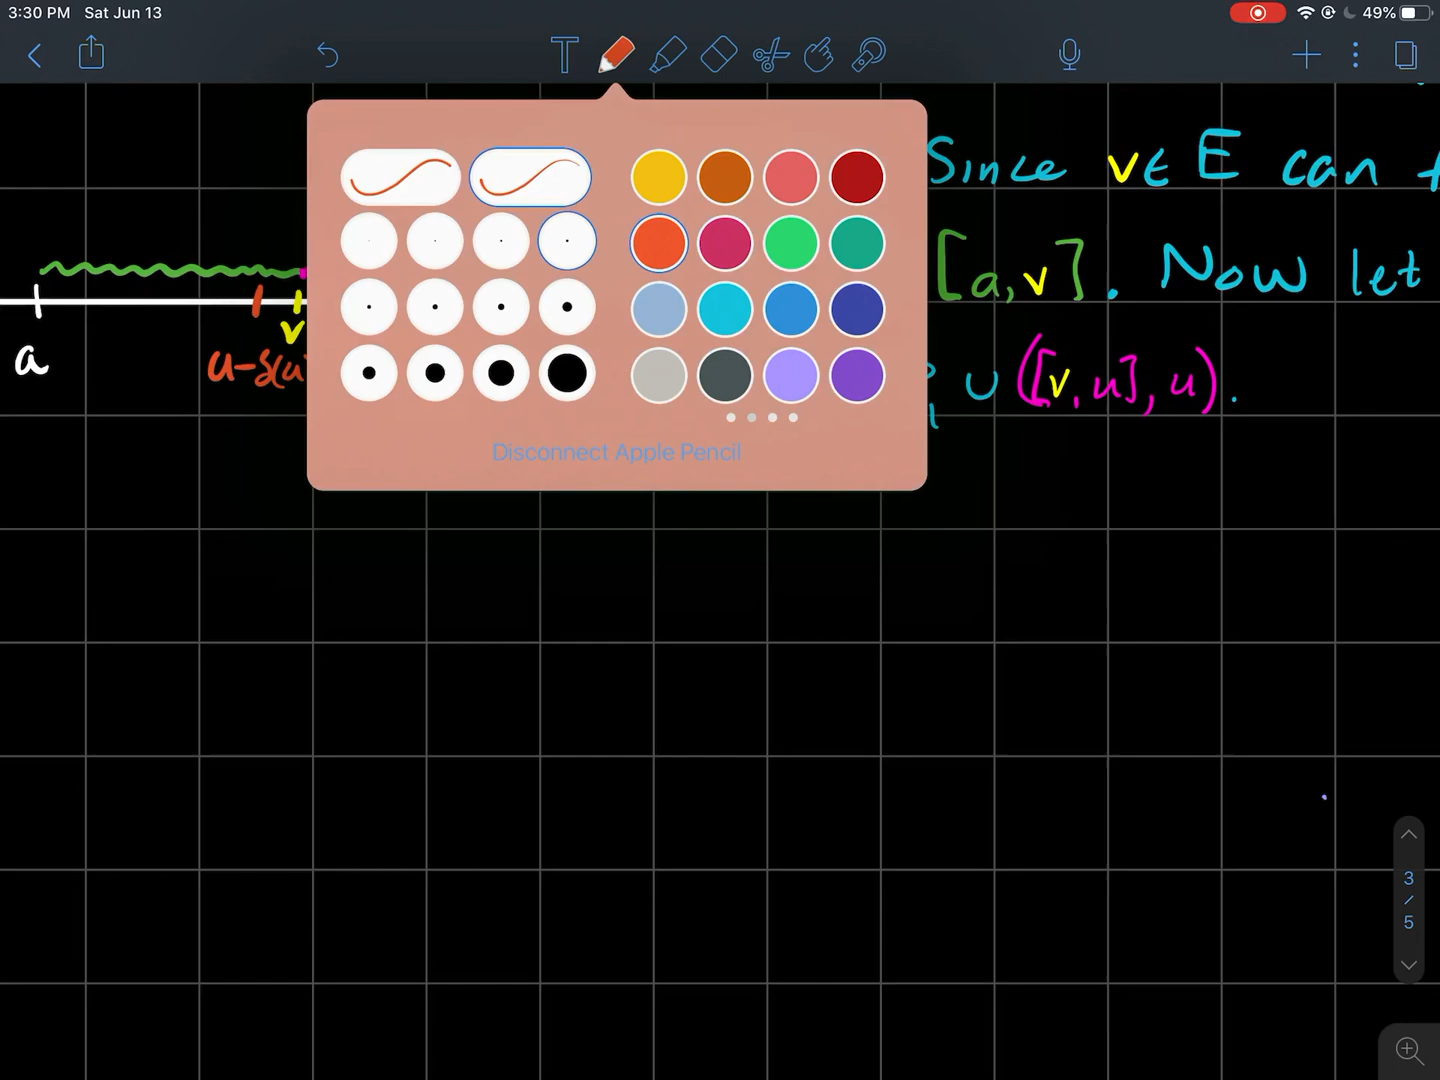 3:30 PM Sat Jun 13 49%
T
Since v ∈ E can
[a, v]. Now let
a u-δ(u v
∪ ([v, u], u).
Disconnect Apple Pencil
3
/
5